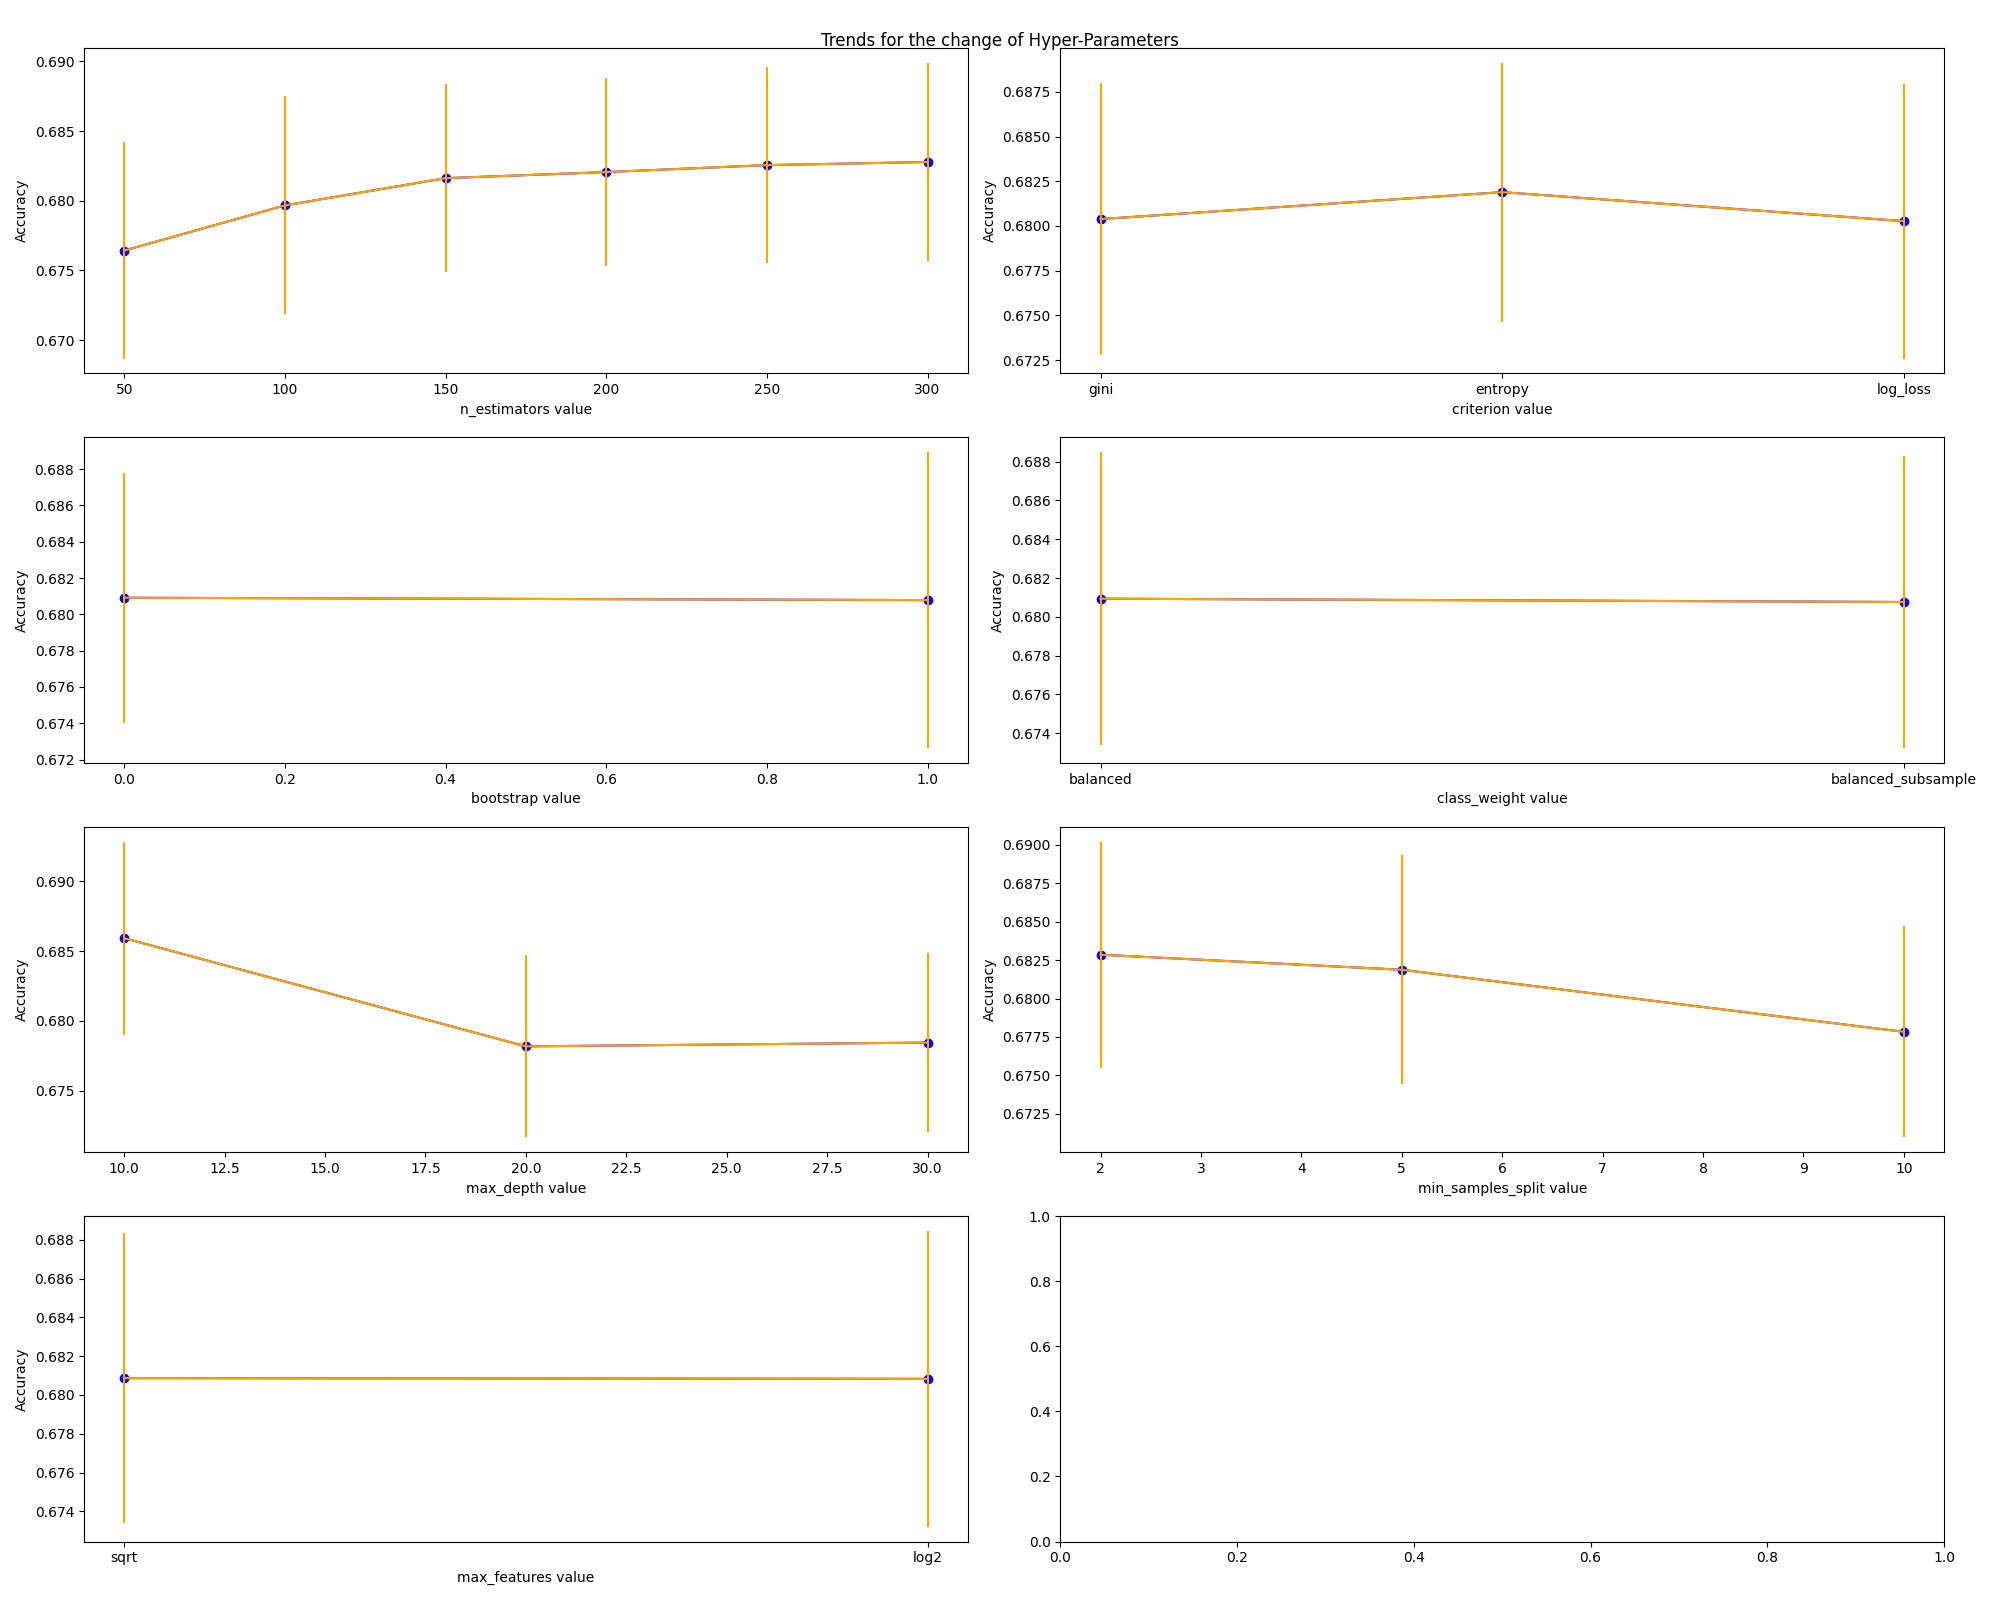 Trends for the change of Hyper-Parameters
0.690
0.685
0.680
0.675
0.670
Accuracy
50 100 150 200 250 300
n_estimators value
0.6875
0.6850
0.6825
0.6800
0.6775
0.6750
0.6725
Accuracy
gini entropy log_loss
criterion value
0.688
0.686
0.684
0.682
0.680
0.678
0.676
0.674
0.672
Accuracy
0.0 0.2 0.4 0.6 0.8 1.0
bootstrap value
0.688
0.686
0.684
0.682
0.680
0.678
0.676
0.674
Accuracy
balanced balanced_subsample
class_weight value
0.690
0.685
0.680
0.675
Accuracy
10.0 12.5 15.0 17.5 20.0 22.5 25.0 27.5 30.0
max_depth value
0.6900
0.6875
0.6850
0.6825
0.6800
0.6775
0.6750
0.6725
Accuracy
2 3 4 5 6 7 8 9 10
min_samples_split value
0.688
0.686
0.684
0.682
0.680
0.678
0.676
0.674
Accuracy
sqrt log2
max_features value
1.0
0.8
0.6
0.4
0.2
0.0
0.0 0.2 0.4 0.6 0.8 1.0